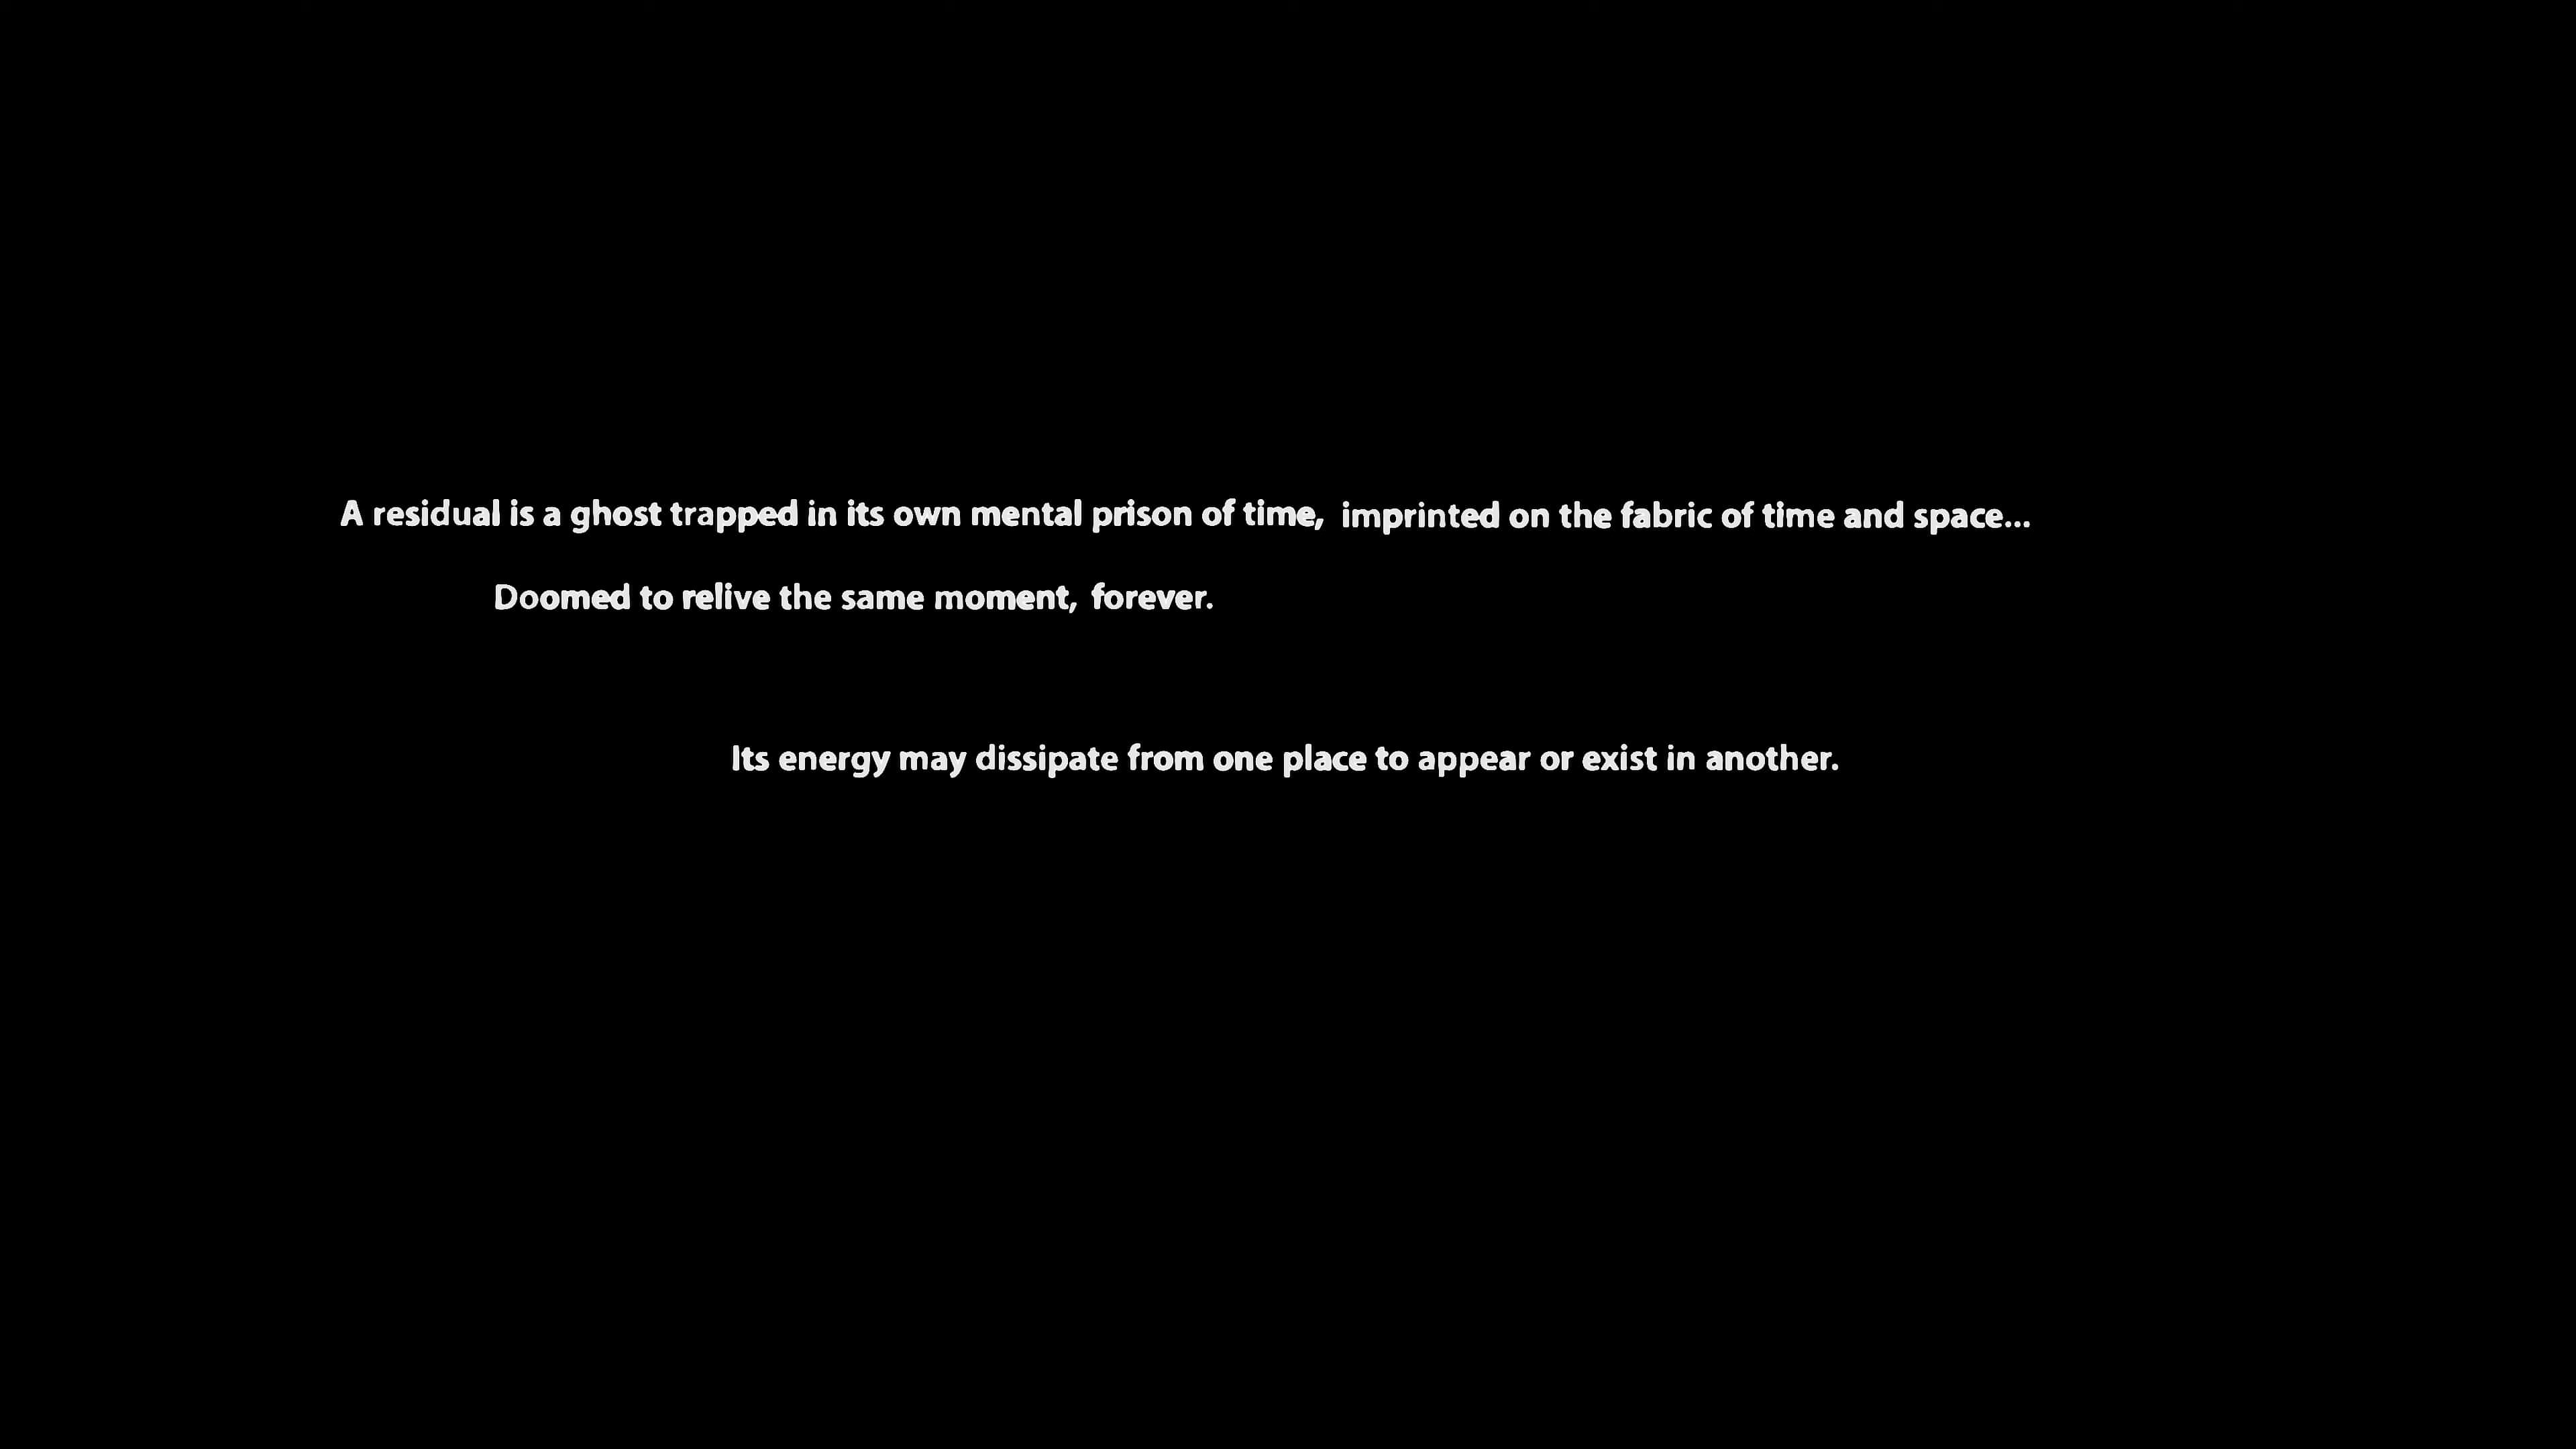 A residual is a ghost trapped in its own mental prison of time, imprinted on the fabric of time and space...
Doomed to relive the same moment, forever.
Its energy may dissipate from one place to appear or exist in another.